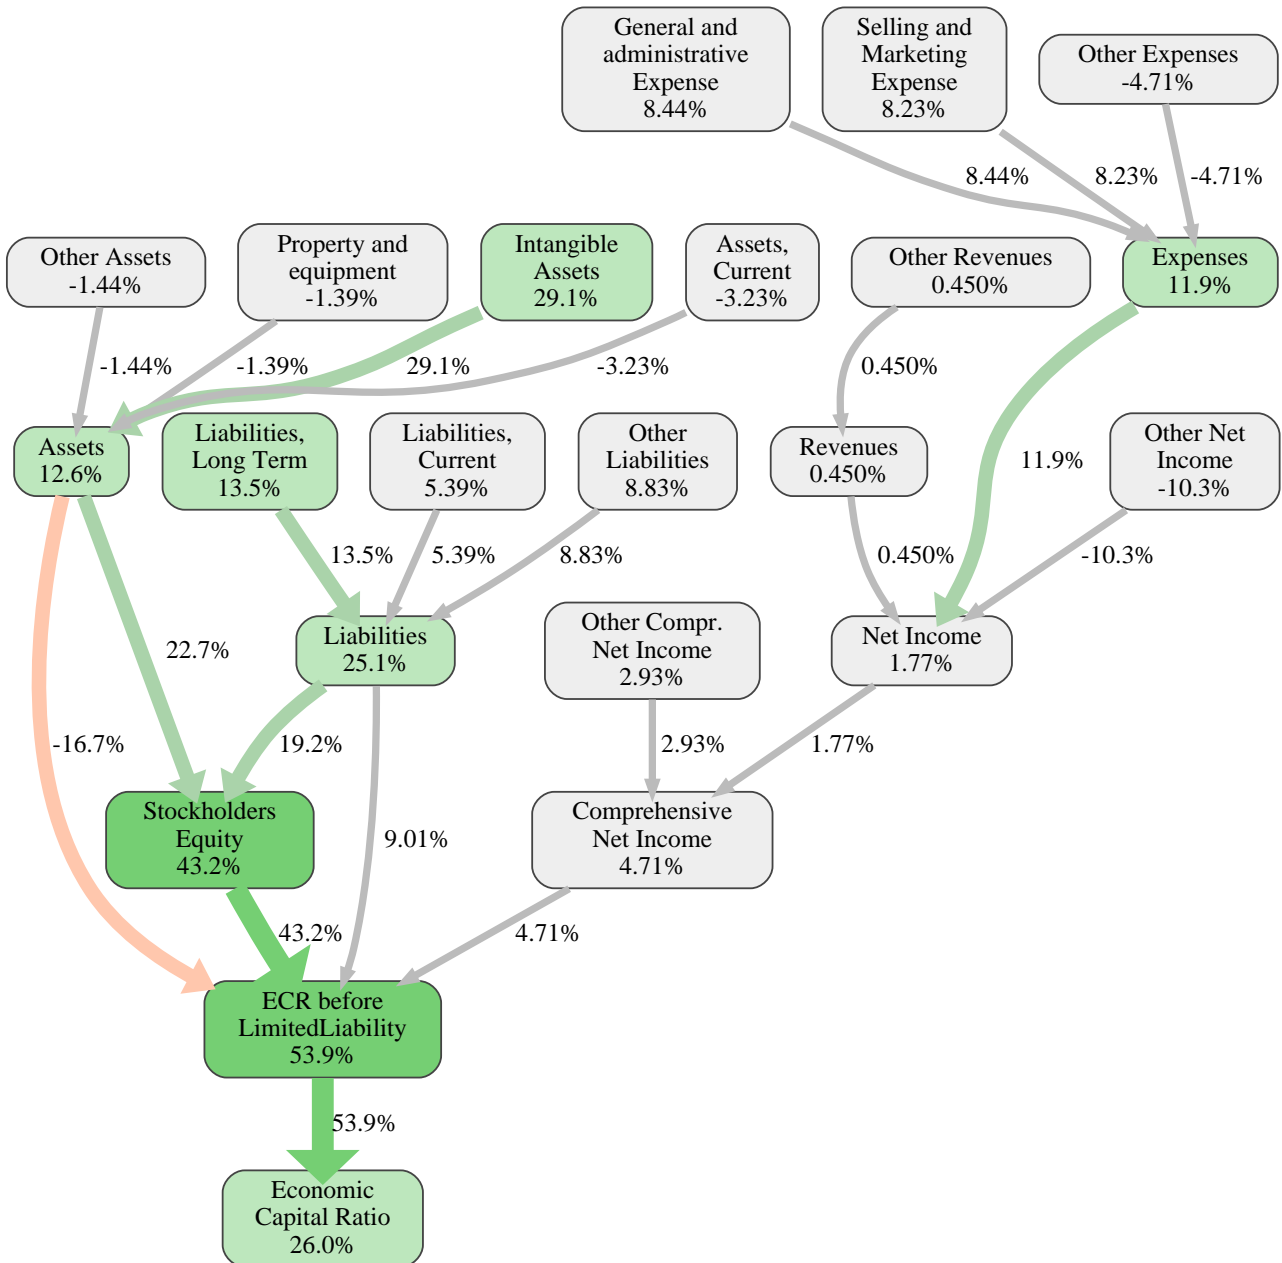 General and
administrative
Expense
8.44%
Selling and
Marketing
Expense
8.23%
Other Expenses
-4.71%
8.44%
8.23%
-4.71%
Other Assets
-1.44%
Property and
equipment
-1.39%
Intangible
Assets
29.1%
Assets,
Current
-3.23%
Other Revenues
0.450%
Expenses
11.9%
-1.44%
-1.39%
29.1%
-3.23%
0.450%
11.9%
Assets
12.6%
Liabilities,
Long Term
13.5%
Liabilities,
Current
5.39%
Other
Liabilities
8.83%
Revenues
0.450%
Other Net
Income
-10.3%
13.5%
5.39%
8.83%
0.450%
-10.3%
22.7%
Liabilities
25.1%
Other Compr.
Net Income
2.93%
Net Income
1.77%
-16.7%
19.2%
2.93%
1.77%
Stockholders
Equity
43.2%
9.01%
Comprehensive
Net Income
4.71%
43.2%
4.71%
ECR before
LimitedLiability
53.9%
53.9%
Economic
Capital Ratio
26.0%